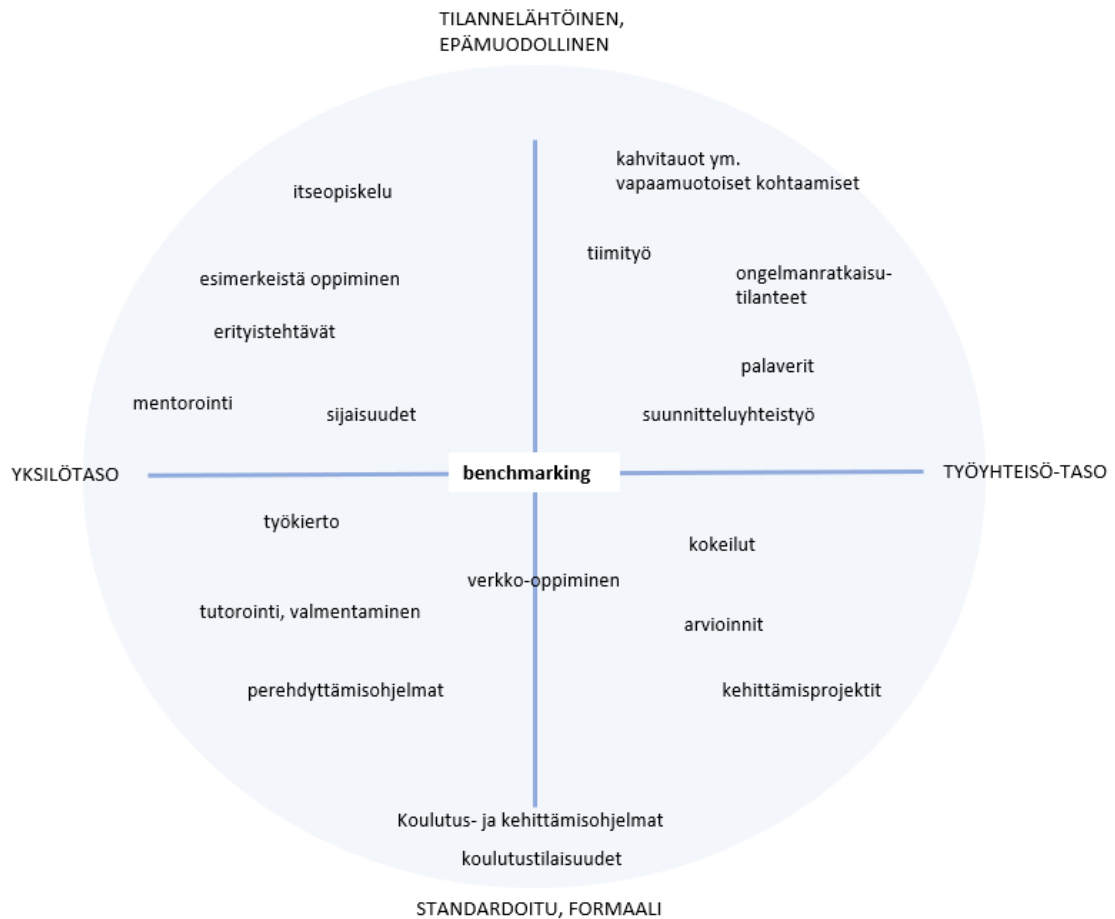 TILANNELÄHTÖINEN,
EPÄMUODOLLINEN
kahvitauot ym.
vapaamuotoiset kohtaamiset
itseopiskelu
tiimityö
ongelmanratkaisu-
tilanteet
esimerkeistä oppiminen
erityistehtävät
palaverit
mentorointi
sijaisuudet
suunnitteluyhteistyö
YKSILÖTASO
benchmarking
TYÖYHTEISÖ-TASO
työkierto
kokeilut
verkko-oppiminen
tutorointi, valmentaminen
arvioinnit
perehdyttämisohjelmat
kehittämisprojektit
Koulutus- ja kehittämisohjelmat
koulutustilaisuudet
STANDARDOITU, FORMAALI